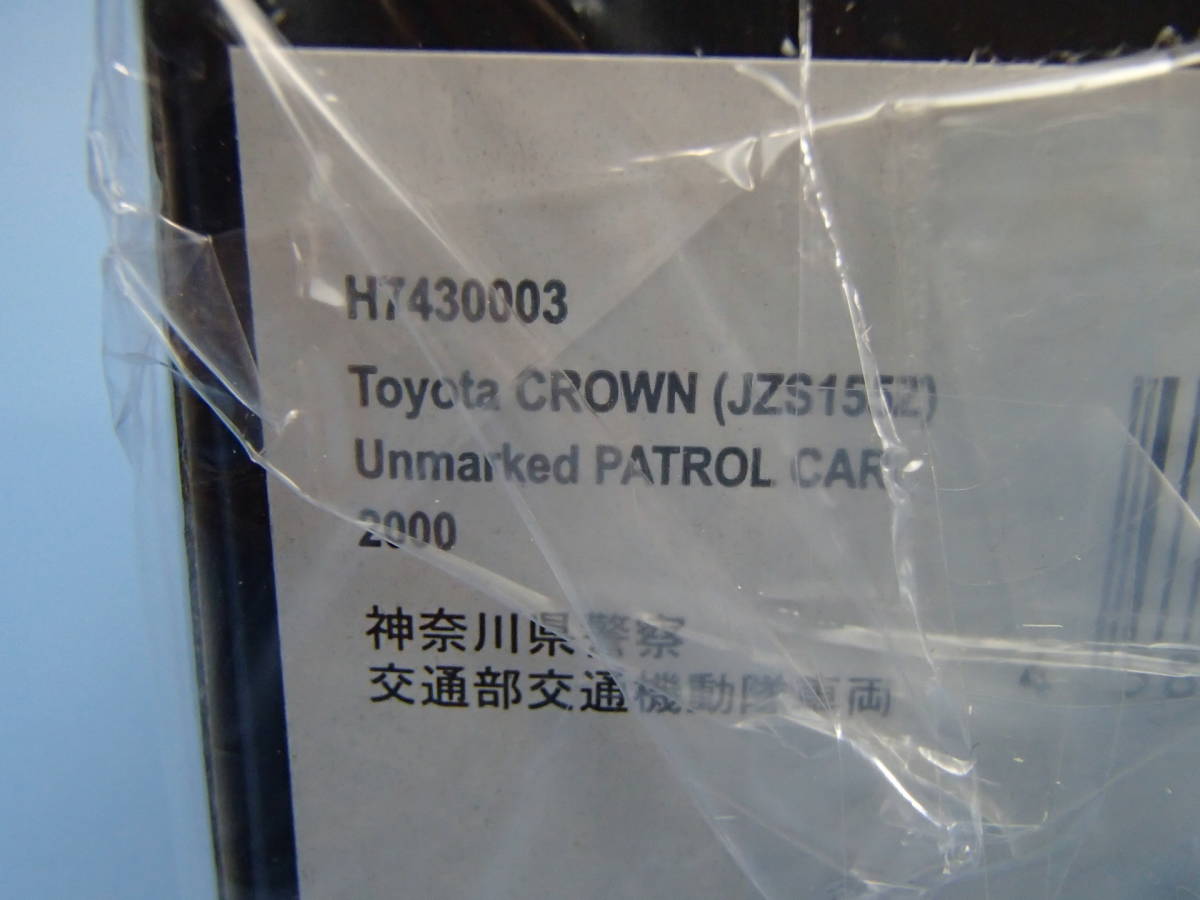 H7430003
Toyota CROWN (JZS155Z)
Unmarked PATROL CAR
2000
神奈川県警察
交通部交通機動隊車両